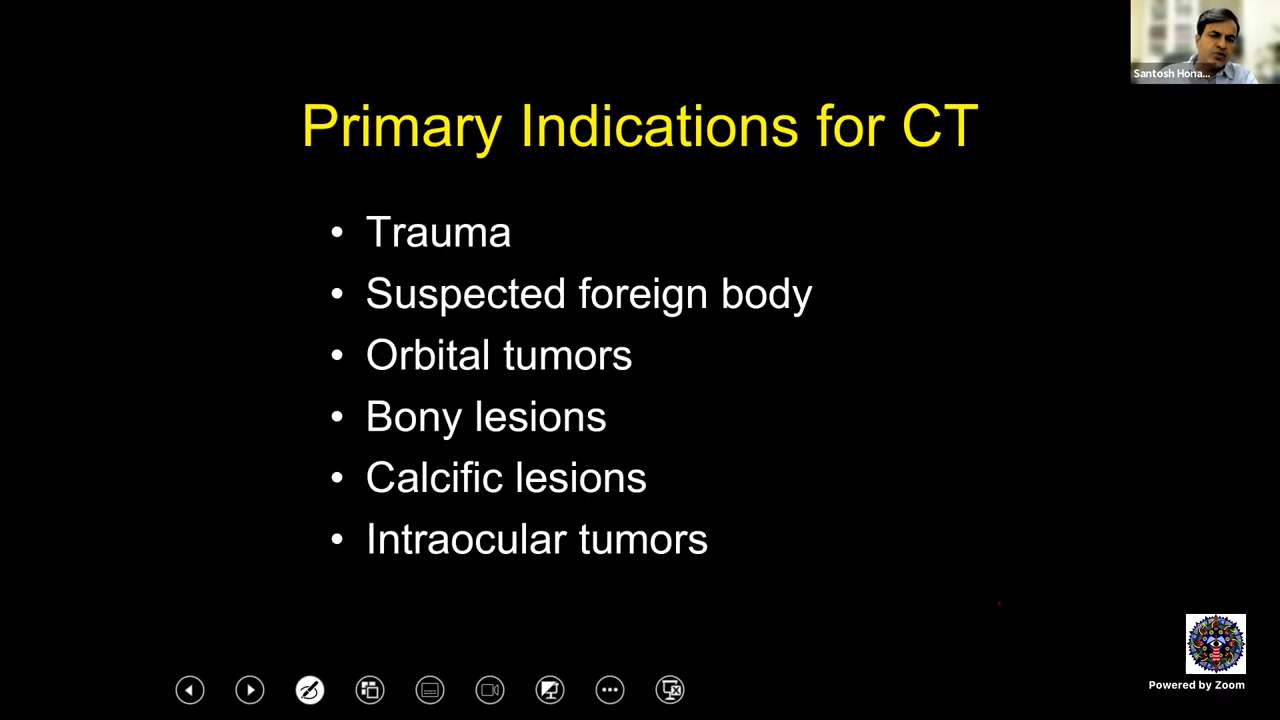 Santosh Hona...
Primary Indications for CT
• Trauma
• Suspected foreign body
• Orbital tumors
• Bony lesions
• Calcific lesions
• Intraocular tumors
Powered by Zoom